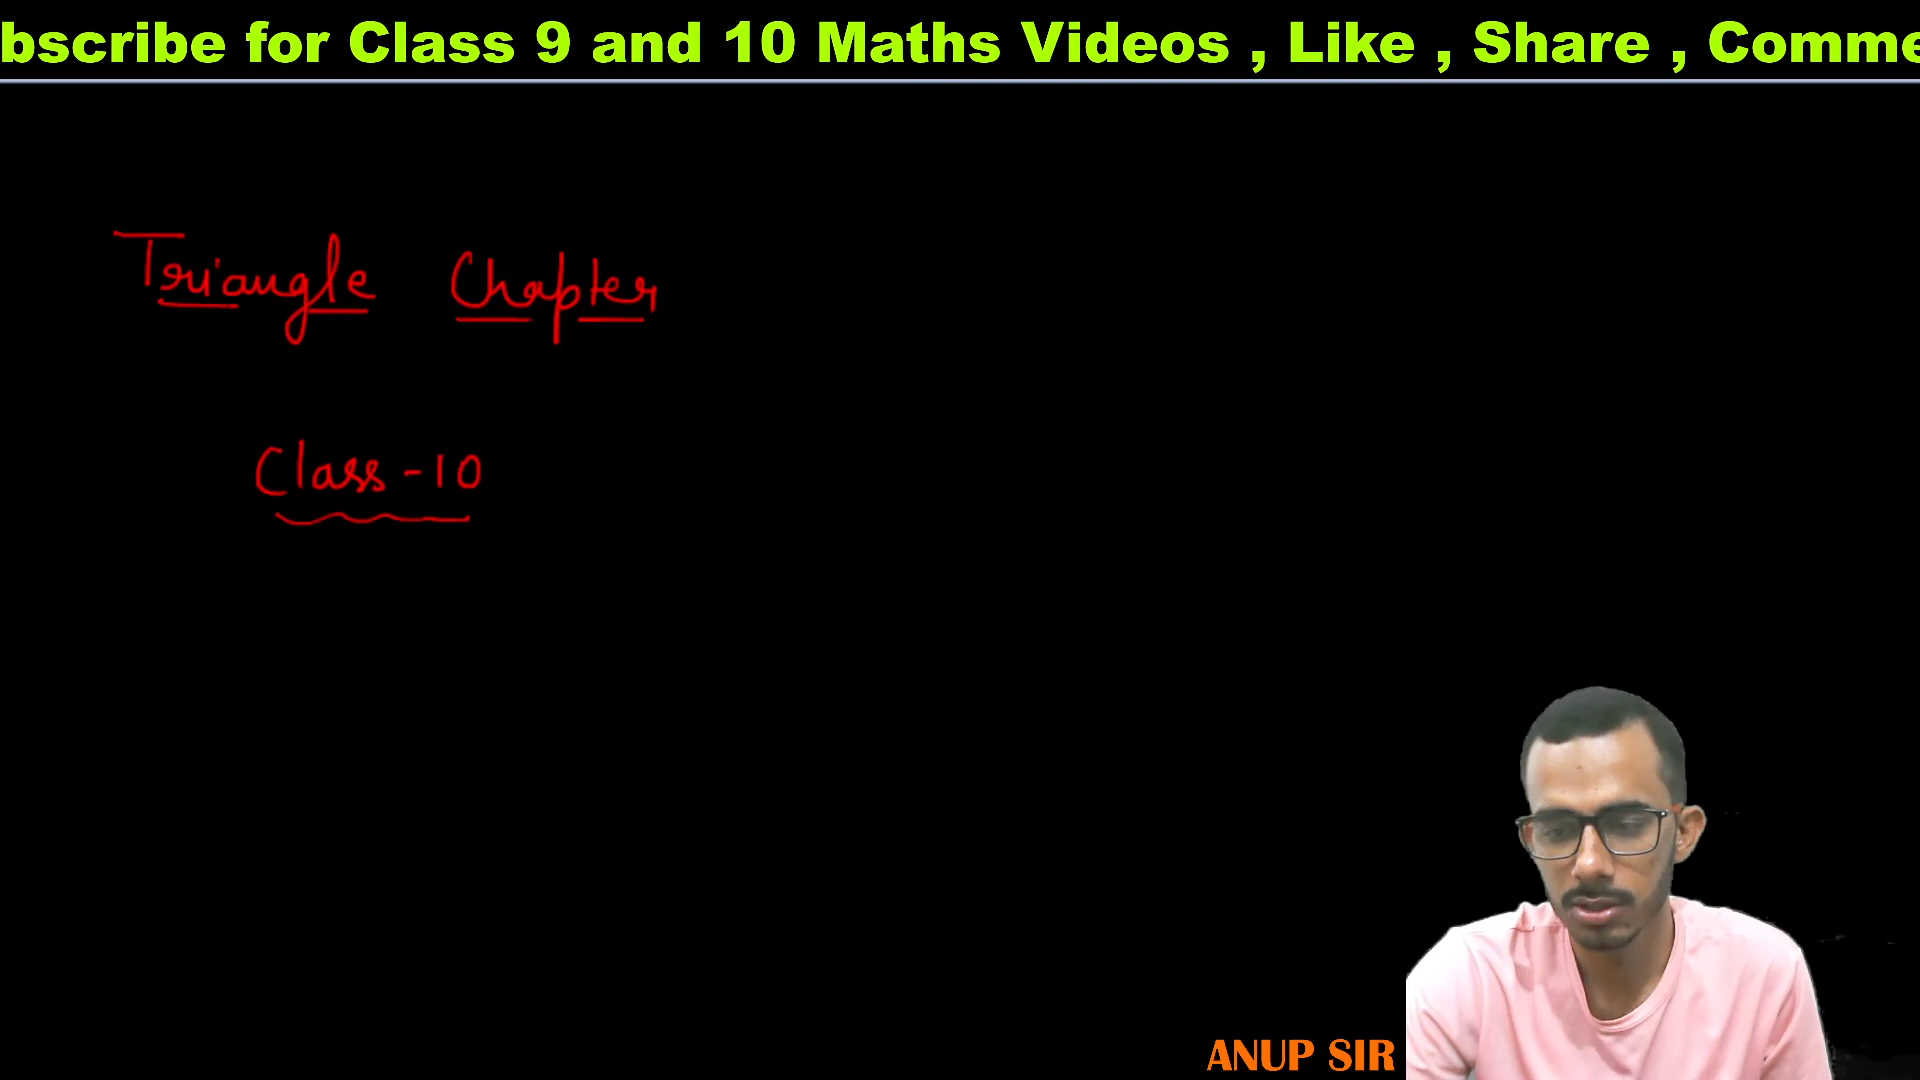 bscribe for Class 9 and 10 Maths Videos , Like , Share , Comme
Triangle Chapter
Class - 10
ANUP SIR